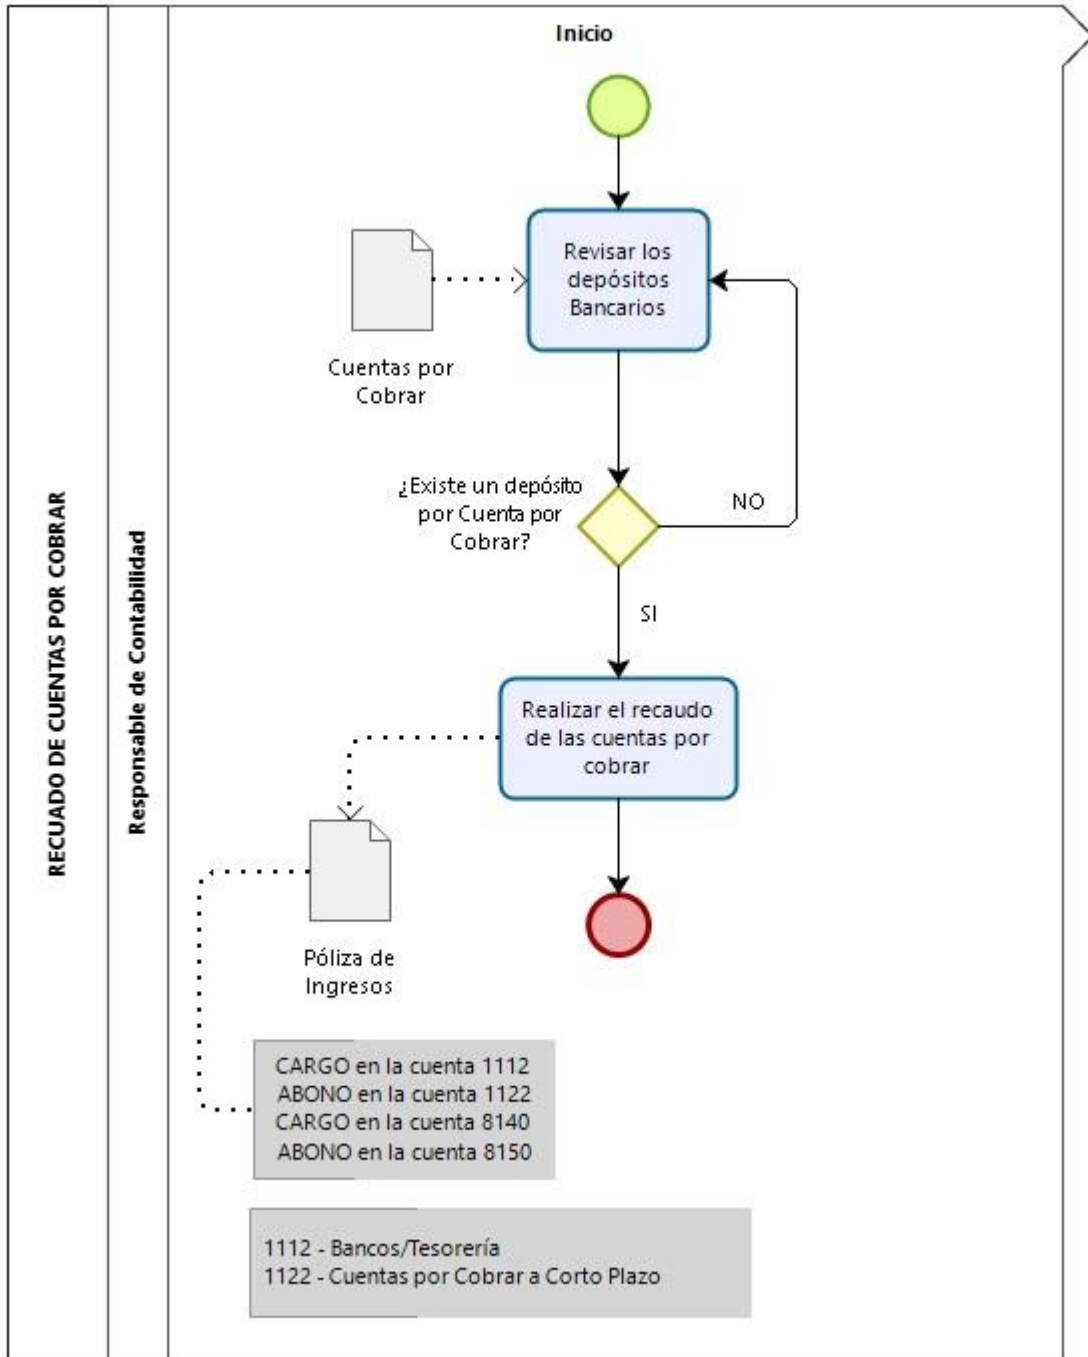 RECUADO DE CUENTAS POR COBRAR
Responsable de Contabilidad
Inicio
Revisar los
depósitos
Bancarios
Cuentas por
Cobrar
¿Existe un depósito
por Cuenta por
Cobrar?
NO
SI
Realizar el recaudo
de las cuentas por
cobrar
Póliza de
Ingresos
CARGO en la cuenta 1112
ABONO en la cuenta 1122
CARGO en la cuenta 8140
ABONO en la cuenta 8150
1112 - Bancos/Tesorería
1122 - Cuentas por Cobrar a Corto Plazo